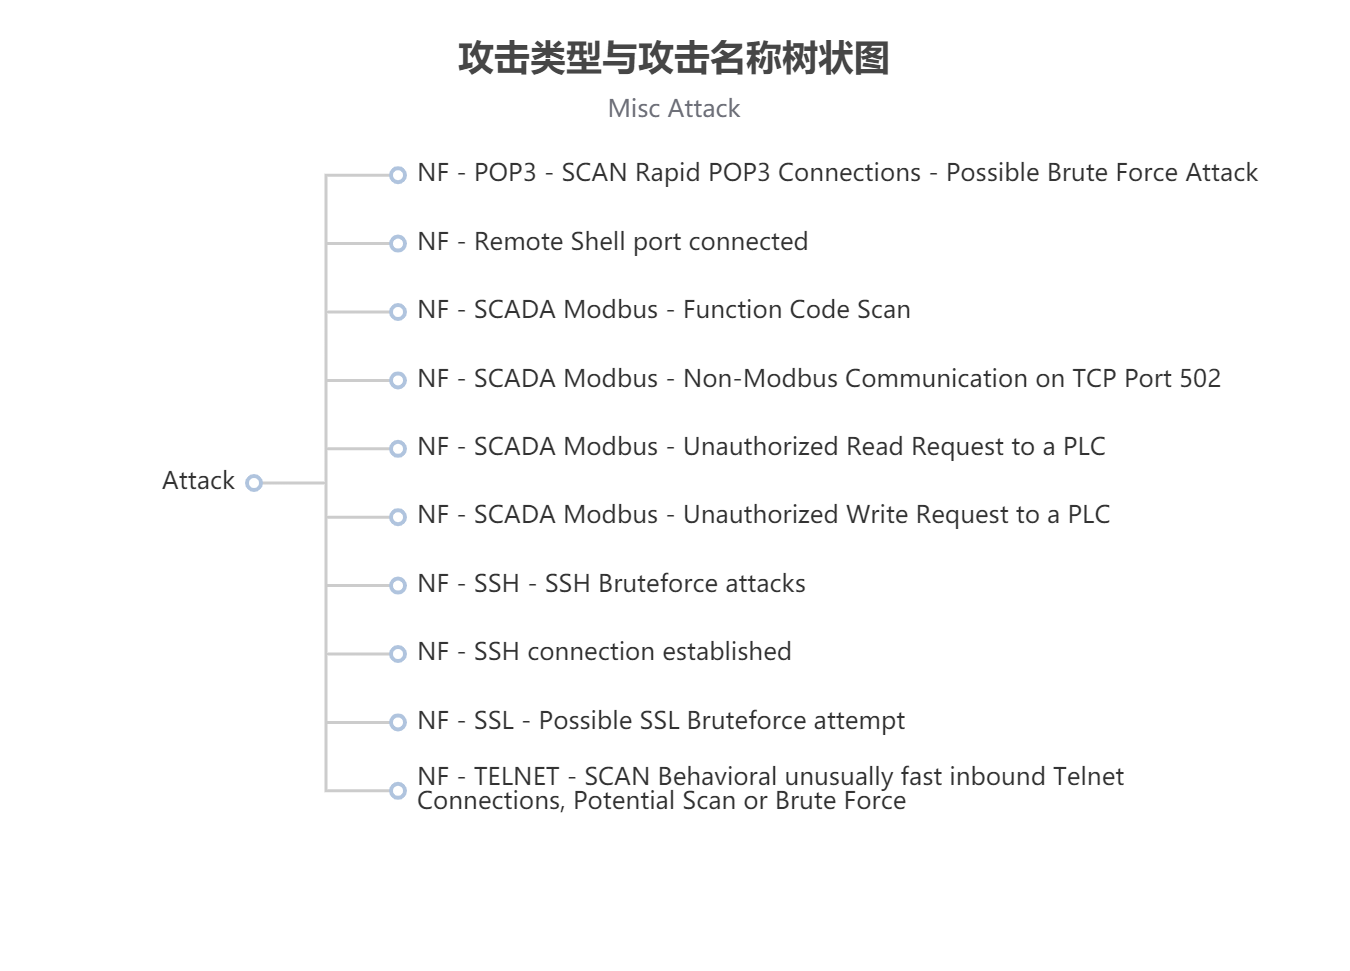 攻击类型与攻击名称树状图
Misc Attack
NF - POP3 - SCAN Rapid POP3 Connections - Possible Brute Force Attack
NF - Remote Shell port connected
NF - SCADA Modbus - Function Code Scan
NF - SCADA Modbus - Non-Modbus Communication on TCP Port 502
NF - SCADA Modbus - Unauthorized Read Request to a PLC
Attack
NF - SCADA Modbus - Unauthorized Write Request to a PLC
NF - SSH - SSH Bruteforce attacks
NF - SSH connection established
NF - SSL - Possible SSL Bruteforce attempt
NF - TELNET - SCAN Behavioral unusually fast inbound Telnet
Connections, Potential Scan or Brute Force